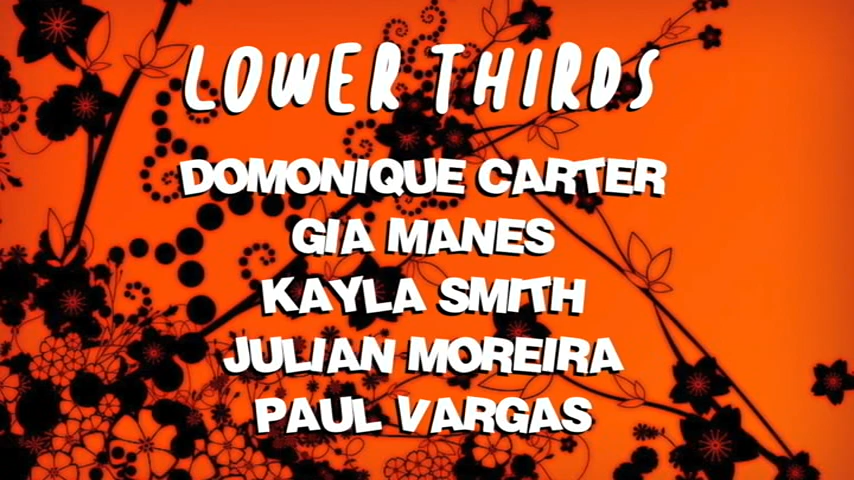 LOWER THIRDS
DOMONIQUE CARTER
GIA MANES
KAYLA SMITH
JULIAN MOREIRA
PAUL VARGAS